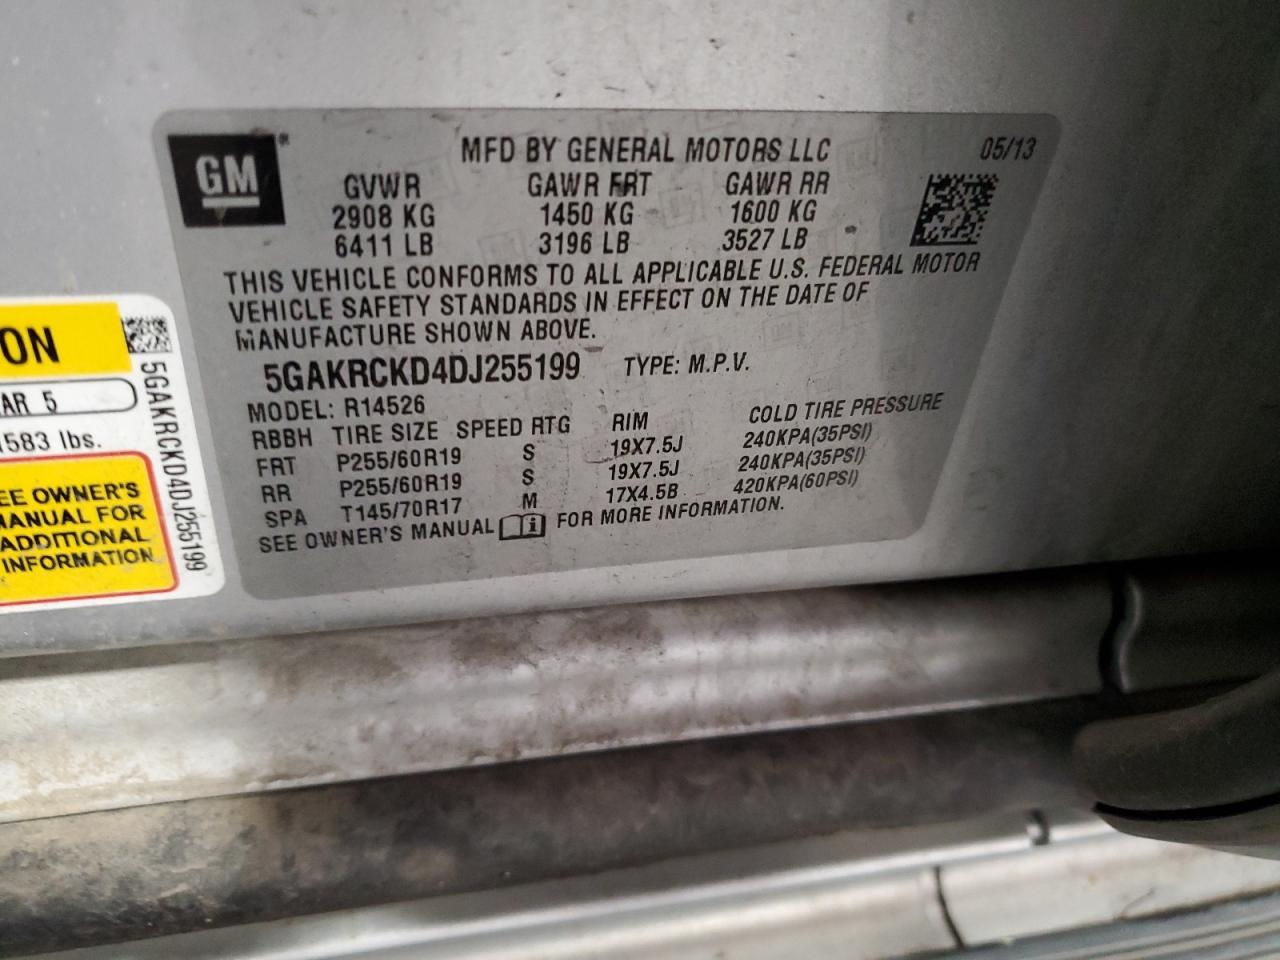 GM
MFD BY GENERAL MOTORS LLC 05/13
GVWR GAWR FRT GAWR RR
2908 KG 1450 KG 1600 KG
6411 LB 3196 LB 3527 LB
THIS VEHICLE CONFORMS TO ALL APPLICABLE U.S. FEDERAL MOTOR
VEHICLE SAFETY STANDARDS IN EFFECT ON THE DATE OF
MANUFACTURE SHOWN ABOVE.
5GAKRCKD4DJ255199 TYPE: M.P.V.
MODEL: R14526
RBBH TIRE SIZE SPEED RTG RIM COLD TIRE PRESSURE
FRT P255/60R19 S 19X7.5J 240KPA(35PSI)
RR P255/60R19 S 19X7.5J 240KPA(35PSI)
SPA T145/70R17 M 17X4.5B 420KPA(60PSI)
SEE OWNER'S MANUAL FOR MORE INFORMATION.
ON
AR 5
583 lbs.
EE OWNER'S
MANUAL FOR
ADDITIONAL
INFORMATION
5GAKRCKD4DJ255199